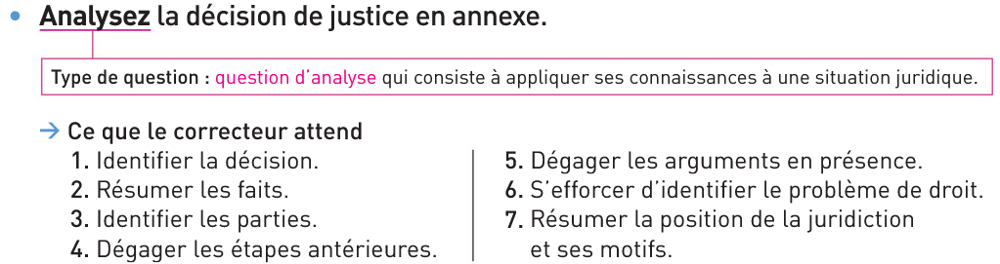 • Analysez la décision de justice en annexe.
Type de question : question d'analyse qui consiste à appliquer ses connaissances à une situation juridique.
→ Ce que le correcteur attend
1. Identifier la décision.
2. Résumer les faits.
3. Identifier les parties.
4. Dégager les étapes antérieures.
5. Dégager les arguments en présence.
6. S'efforcer d'identifier le problème de droit.
7. Résumer la position de la juridiction
et ses motifs.